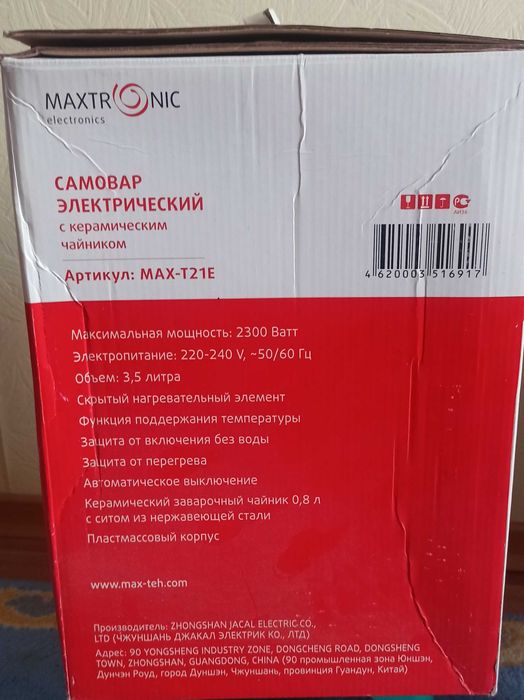 MAXTRONIC
electronics
САМОВАР
ЭЛЕКТРИЧЕСКИЙ
с керамическим
чайником
Артикул: MAX-T21E
АИ36
4 620003 516917
Максимальная мощность: 2300 Ватт
Электропитание: 220-240 V, ~50/60 Гц
Объем: 3,5 литра
Скрытый нагревательный элемент
Функция поддержания температуры
Защита от включения без воды
Защита от перегрева
Автоматическое выключение
Керамический заварочный чайник 0,8 л
с ситом из нержавеющей стали
Пластмассовый корпус
www.max-teh.com
Производитель: ZHONGSHAN JACAL ELECTRIC CO.,
LTD (ЧЖУНШАНЬ ДЖАКАЛ ЭЛЕКТРИК КО., ЛТД)
Адрес: 90 YONGSHENG INDUSTRY ZONE, DONGCHENG ROAD, DONGSHENG
TOWN, ZHONGSHAN, GUANGDONG, CHINA (90 промышленная зона Юншэн,
Дунчэн Роуд, город Дуншэн, Чжуншань, провинция Гуандун, Китай)